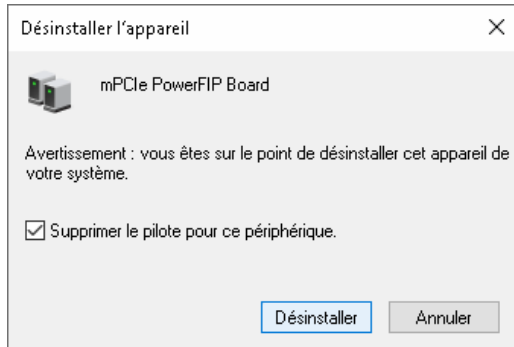 Désinstaller l'appareil
mPCIe PowerFIP Board
Avertissement : vous êtes sur le point de désinstaller cet appareil de
votre système.
Supprimer le pilote pour ce périphérique.
Désinstaller
Annuler